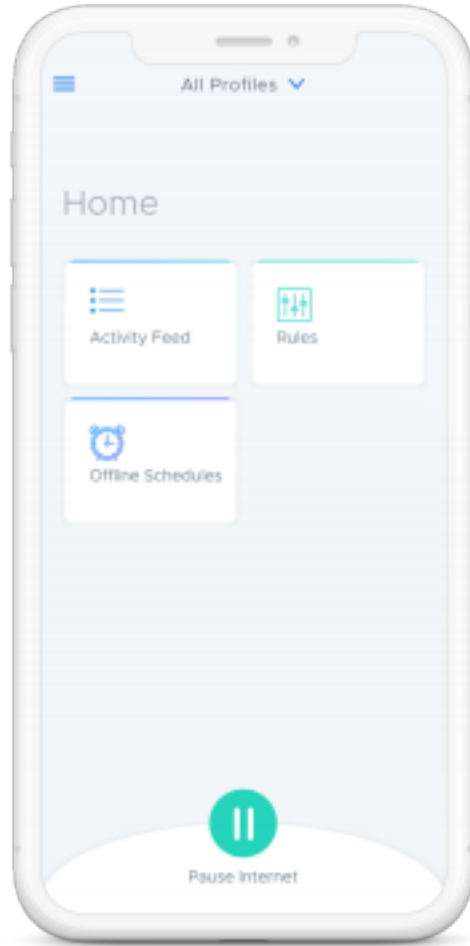 All Profiles
Home
Activity Feed
Rules
Offline Schedules
Pause Internet